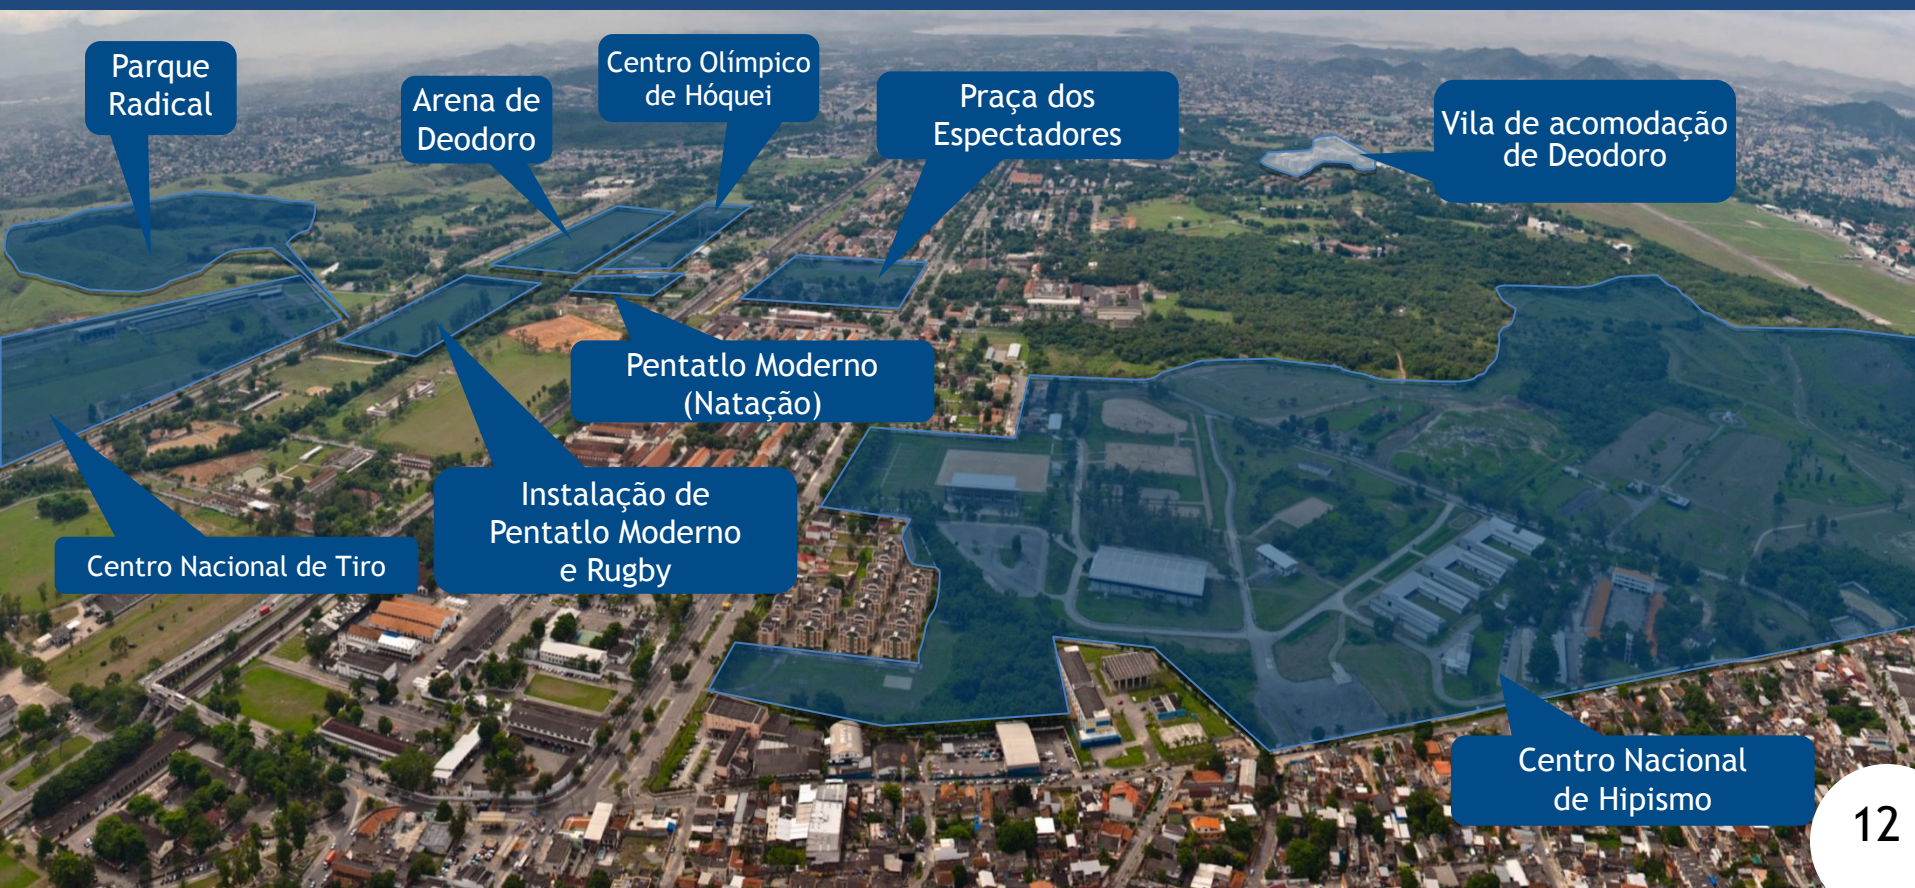 Parque
Radical
Arena de
Deodoro
Centro Olímpico
de Hóquei
Praça dos
Espectadores
Vila de acomodação
de Deodoro
Pentatlo Moderno
(Natação)
Instalação de
Pentatlo Moderno
e Rugby
Centro Nacional de Tiro
Centro Nacional
de Hipismo
12